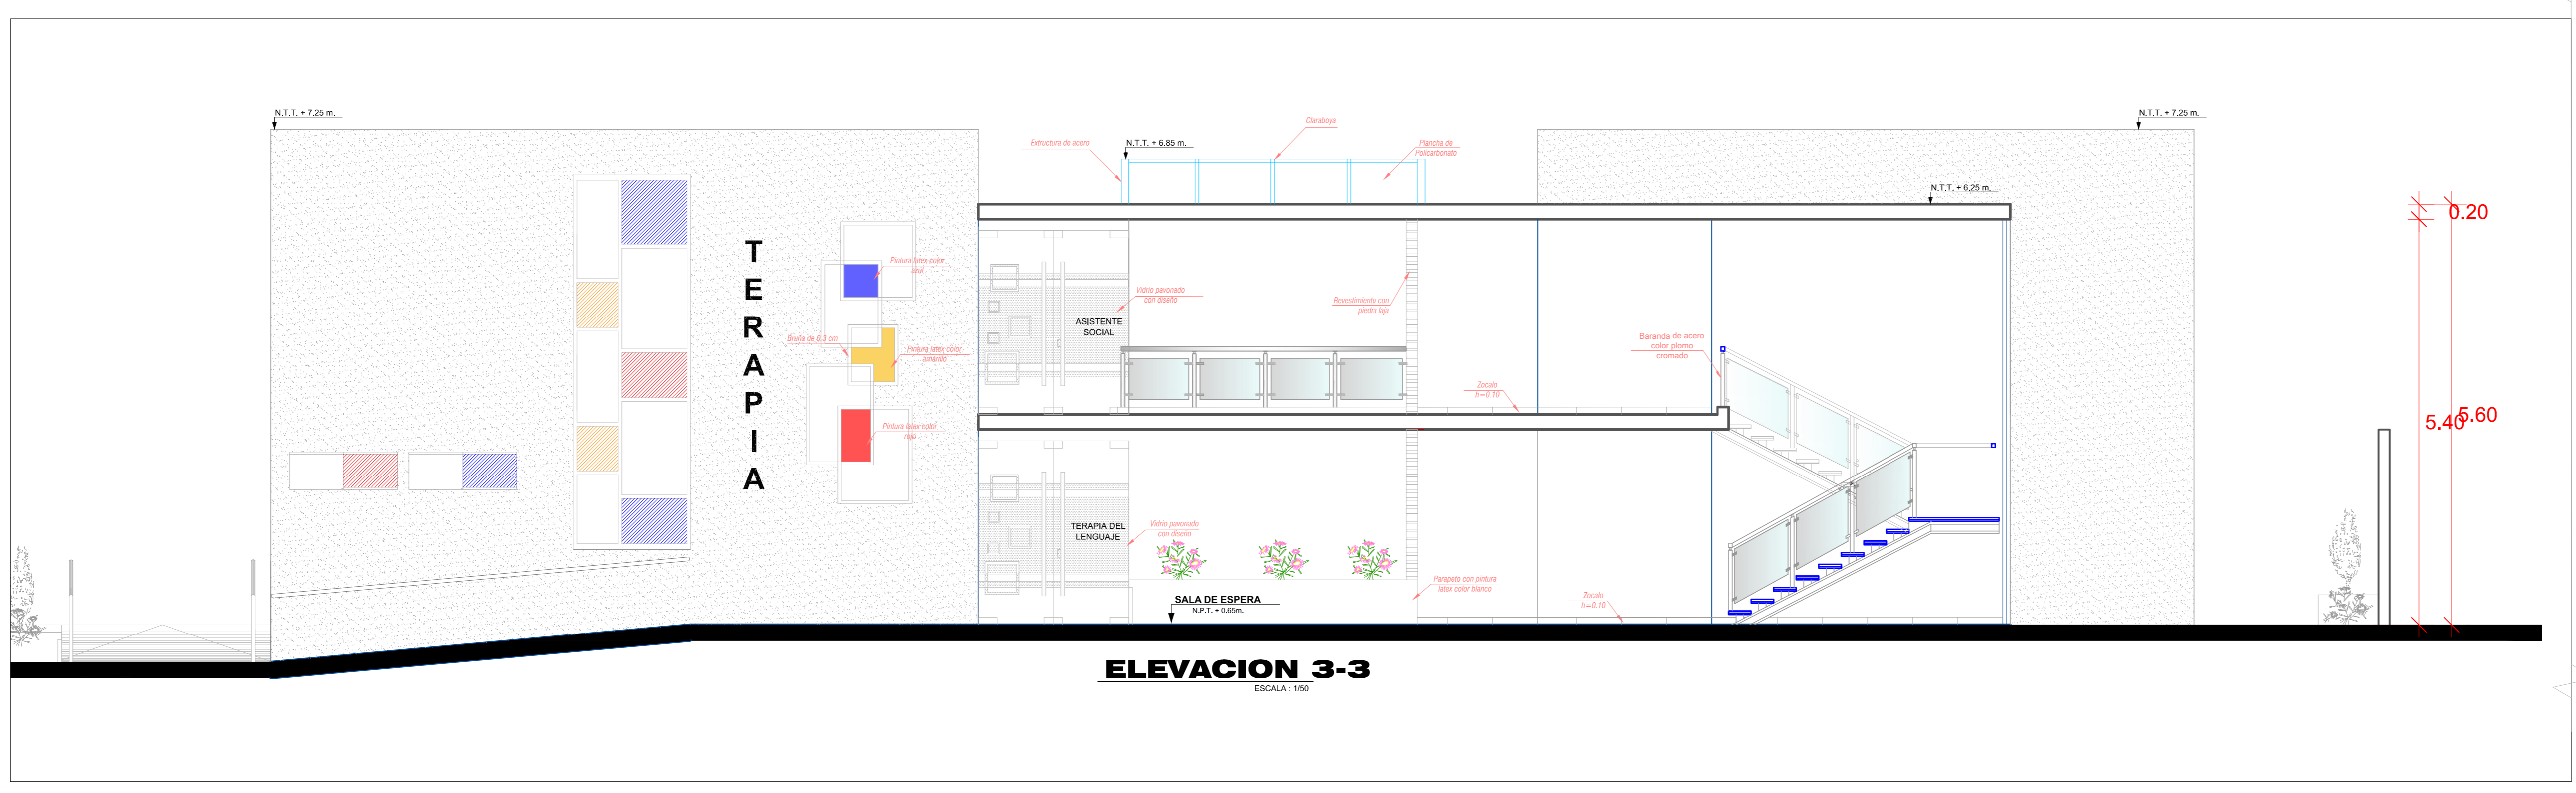 N.T.T. + 7.25 m.
N.T.T. + 7.25 m.
Claraboya
Extructura de acero
N.T.T. + 6.85 m.
Plancha de
Policarbonato
N.T.T. + 6.25 m.
0.20
T
E
R
A
P
I
A
Pintura latex color
azul
Vidrio pavonado
con diseño
Revestimiento con
piedra laja
ASISTENTE
SOCIAL
Bruña de 0.3 cm
Pintura latex color
amarillo
Baranda de acero
color plomo
cromado
Zocalo
h=0.10
5.40
5.60
Pintura latex color
rojo
TERAPIA DEL
LENGUAJE
Vidrio pavonado
con diseño
Parapeto con pintura
latex color blanco
Zocalo
h=0.10
SALA DE ESPERA
N.P.T. + 0.65m.
ELEVACION 3-3
ESCALA : 1/50